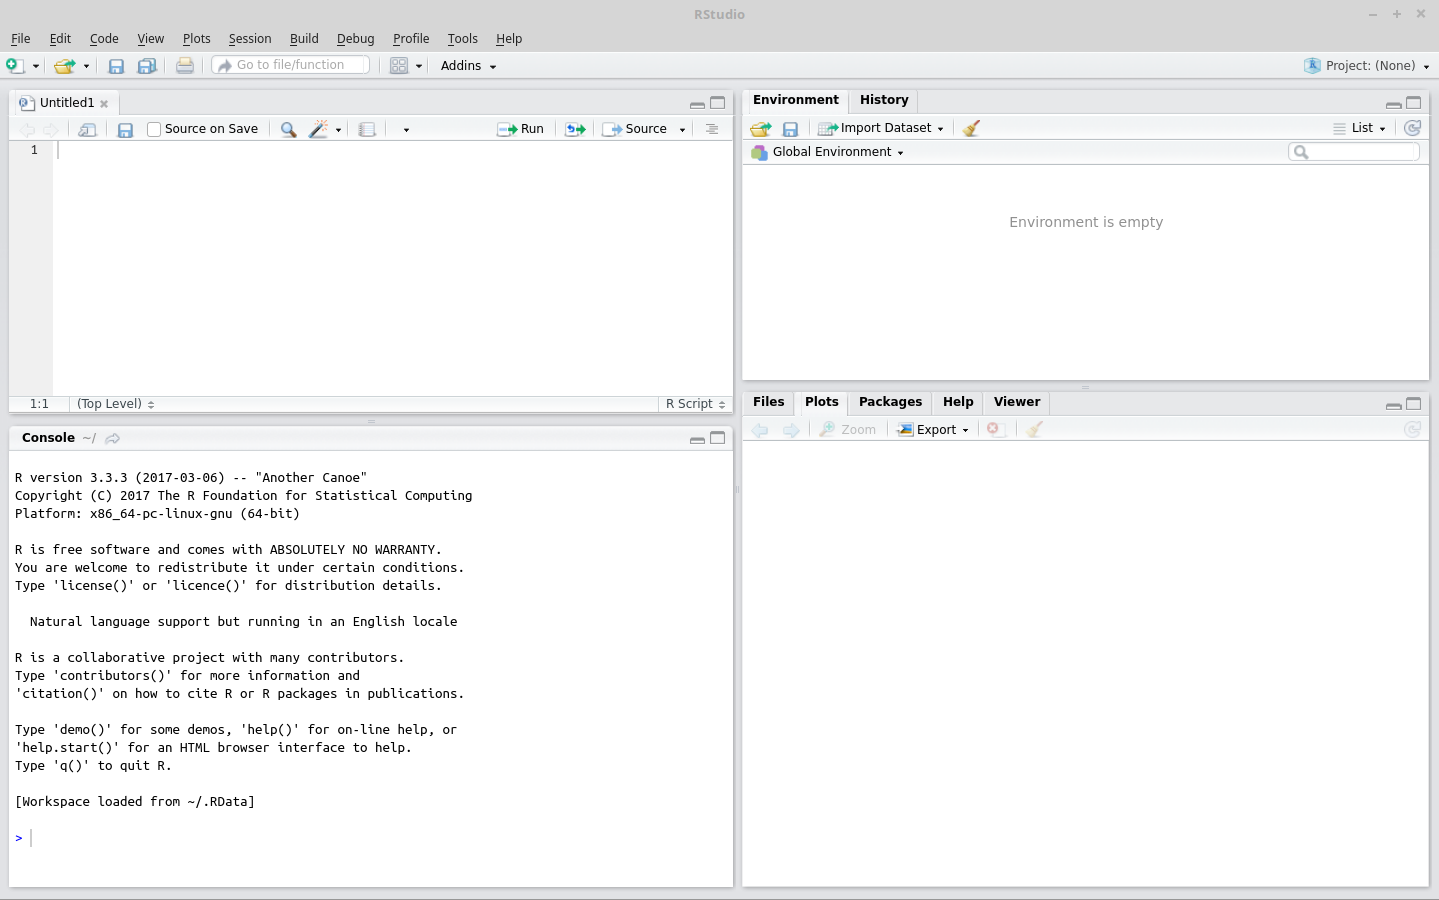 RStudio
File Edit Code View Plots Session Build Debug Profile Tools Help
Go to file/function Addins Project: (None)
Untitled1
Source on Save Run Source
1
1:1 (Top Level) R Script
Console ~/
R version 3.3.3 (2017-03-06) -- "Another Canoe"
Copyright (C) 2017 The R Foundation for Statistical Computing
Platform: x86_64-pc-linux-gnu (64-bit)
R is free software and comes with ABSOLUTELY NO WARRANTY.
You are welcome to redistribute it under certain conditions.
Type 'license()' or 'licence()' for distribution details.
Natural language support but running in an English locale
R is a collaborative project with many contributors.
Type 'contributors()' for more information and
'citation()' on how to cite R or R packages in publications.
Type 'demo()' for some demos, 'help()' for on-line help, or
'help.start()' for an HTML browser interface to help.
Type 'q()' to quit R.
[Workspace loaded from ~/.RData]
>
Environment History
Import Dataset List
Global Environment
Environment is empty
Files Plots Packages Help Viewer
Zoom Export